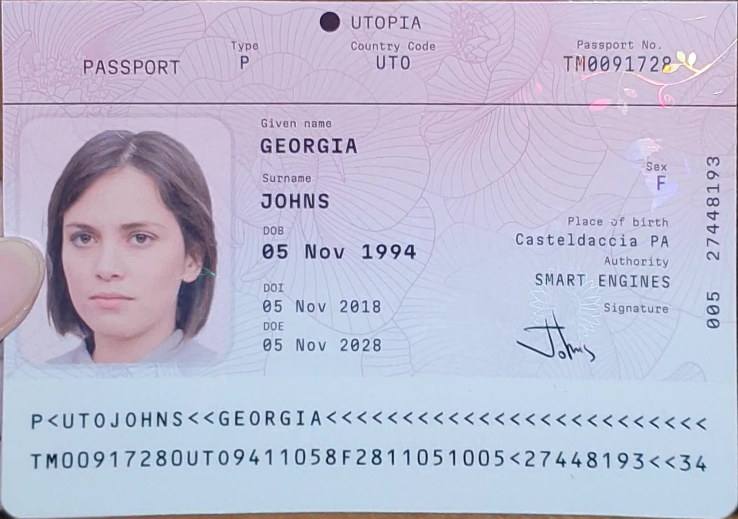 UTOPIA
PASSPORT
Type
P
Country Code
UTO
Passport No.
TM0091728
Given name
GEORGIA
Surname
JOHNS
DOB
05 Nov 1994
DOI
05 Nov 2018
DOE
05 Nov 2028
Sex
F
Place of birth
Casteldaccia PA
Authority
SMART ENGINES
Signature
Johns
005 27448193
P<UTOJOHNS<<GEORGIA<<<<<<<<<<<<<<<<<<<<<<<<<
TM00917280UTO9411058F2811051005<27448193<<34